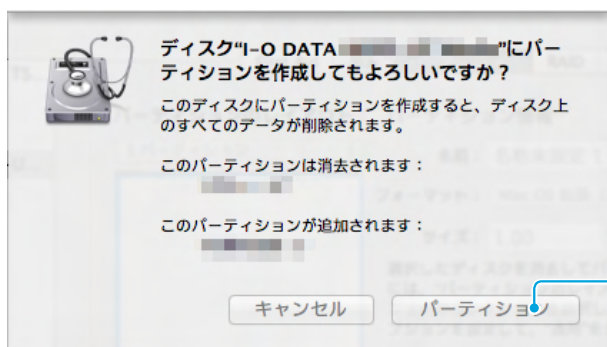 ディスク“I-O DATA "にパー
ティションを作成してもよろしいですか？
このディスクにパーティションを作成すると、ディスク上
のすべてのデータが削除されます。
このパーティションは消去されます：
このパーティションが追加されます：
キャンセル
パーティション